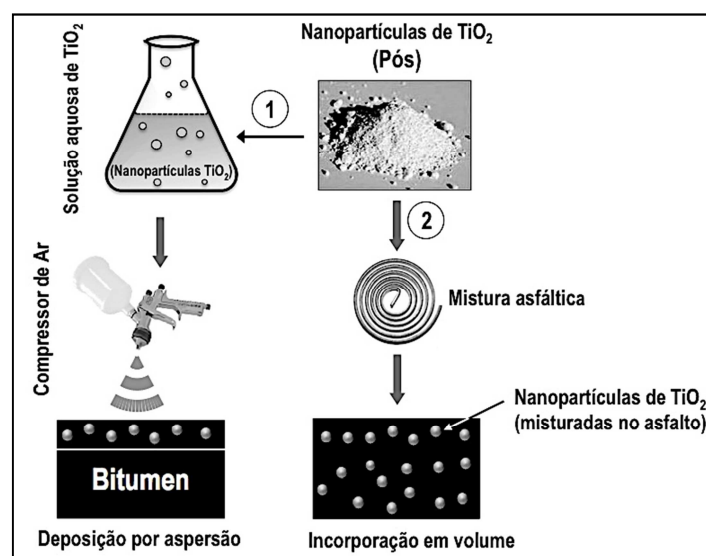 Nanopartículas de TiO₂
(Pós)
Solução aquosa de TiO₂
1
(Nanopartículas TiO₂)
2
Compressor de Ar
Mistura asfáltica
Nanopartículas de TiO₂
(misturadas no asfalto)
Bitumen
Deposição por aspersão
Incorporação em volume